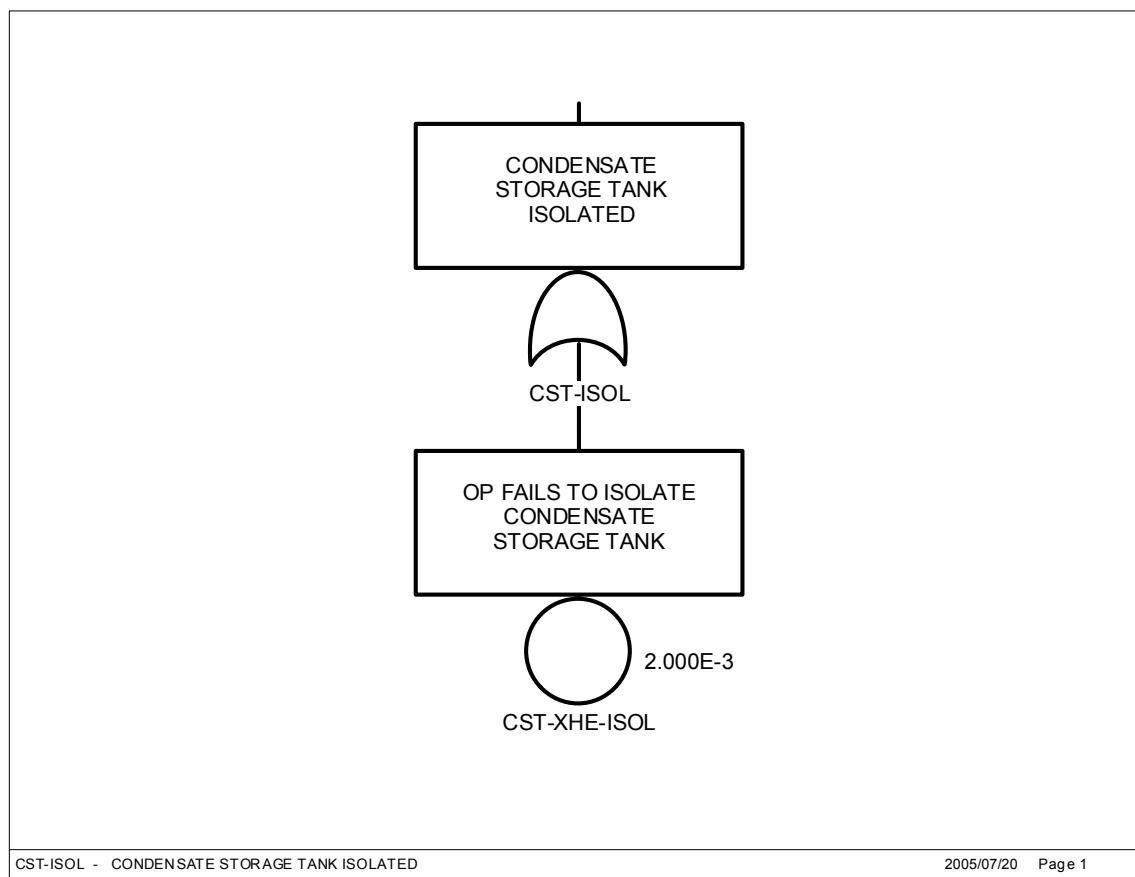 CONDENSATE
STORAGE TANK
ISOLATED
CST-ISOL
OP FAILS TO ISOLATE
CONDENSATE
STORAGE TANK
2.000E-3
CST-XHE-ISOL
CST-ISOL - CONDENSATE STORAGE TANK ISOLATED 2005/07/20 Page 1